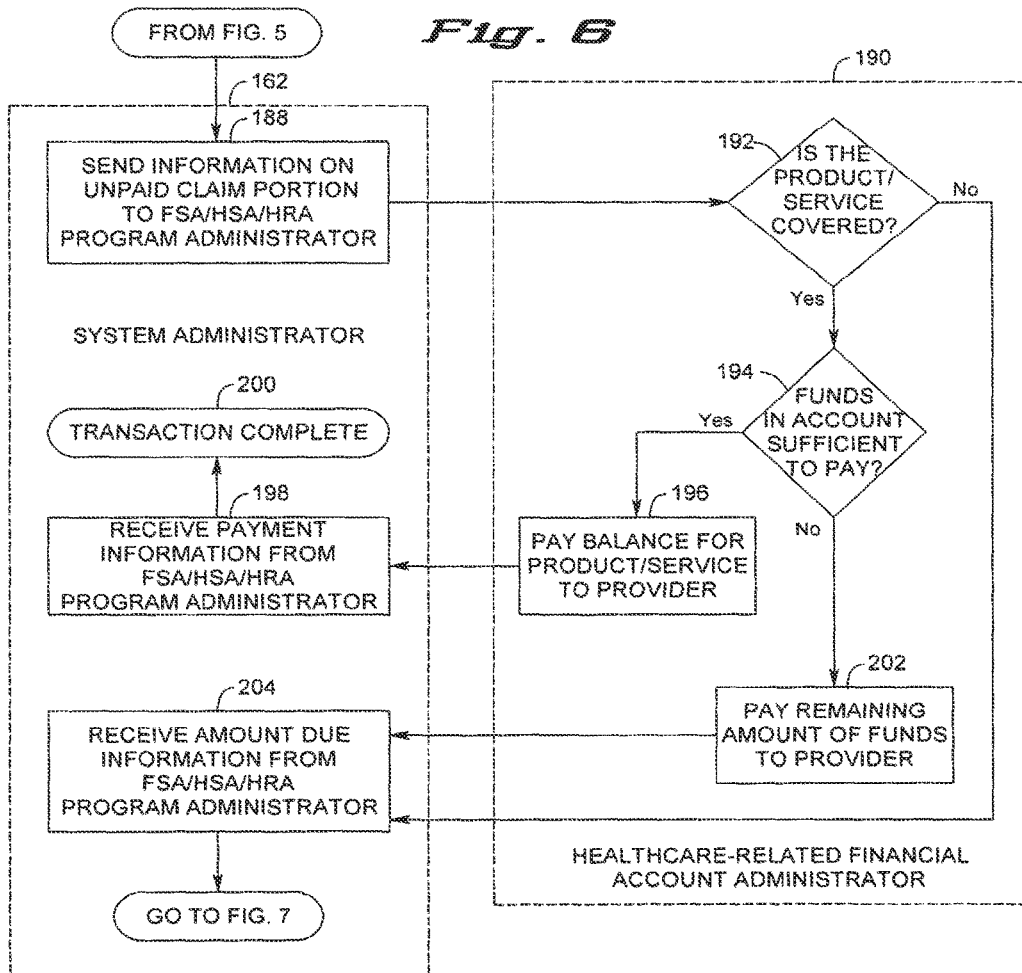 FROM FIG. 5
Fig. 6
162
188
SEND INFORMATION ON
UNPAID CLAIM PORTION
TO FSA/HSA/HRA
PROGRAM ADMINISTRATOR
SYSTEM ADMINISTRATOR
200
TRANSACTION COMPLETE
198
RECEIVE PAYMENT
INFORMATION FROM
FSA/HSA/HRA
PROGRAM ADMINISTRATOR
204
RECEIVE AMOUNT DUE
INFORMATION FROM
FSA/HSA/HRA
PROGRAM ADMINISTRATOR
GO TO FIG. 7
190
192
IS THE
PRODUCT/
SERVICE
COVERED?
No
Yes
194
FUNDS
IN ACCOUNT
SUFFICIENT
TO PAY?
Yes
No
196
PAY BALANCE FOR
PRODUCT/SERVICE
TO PROVIDER
202
PAY REMAINING
AMOUNT OF FUNDS
TO PROVIDER
HEALTHCARE-RELATED FINANCIAL
ACCOUNT ADMINISTRATOR